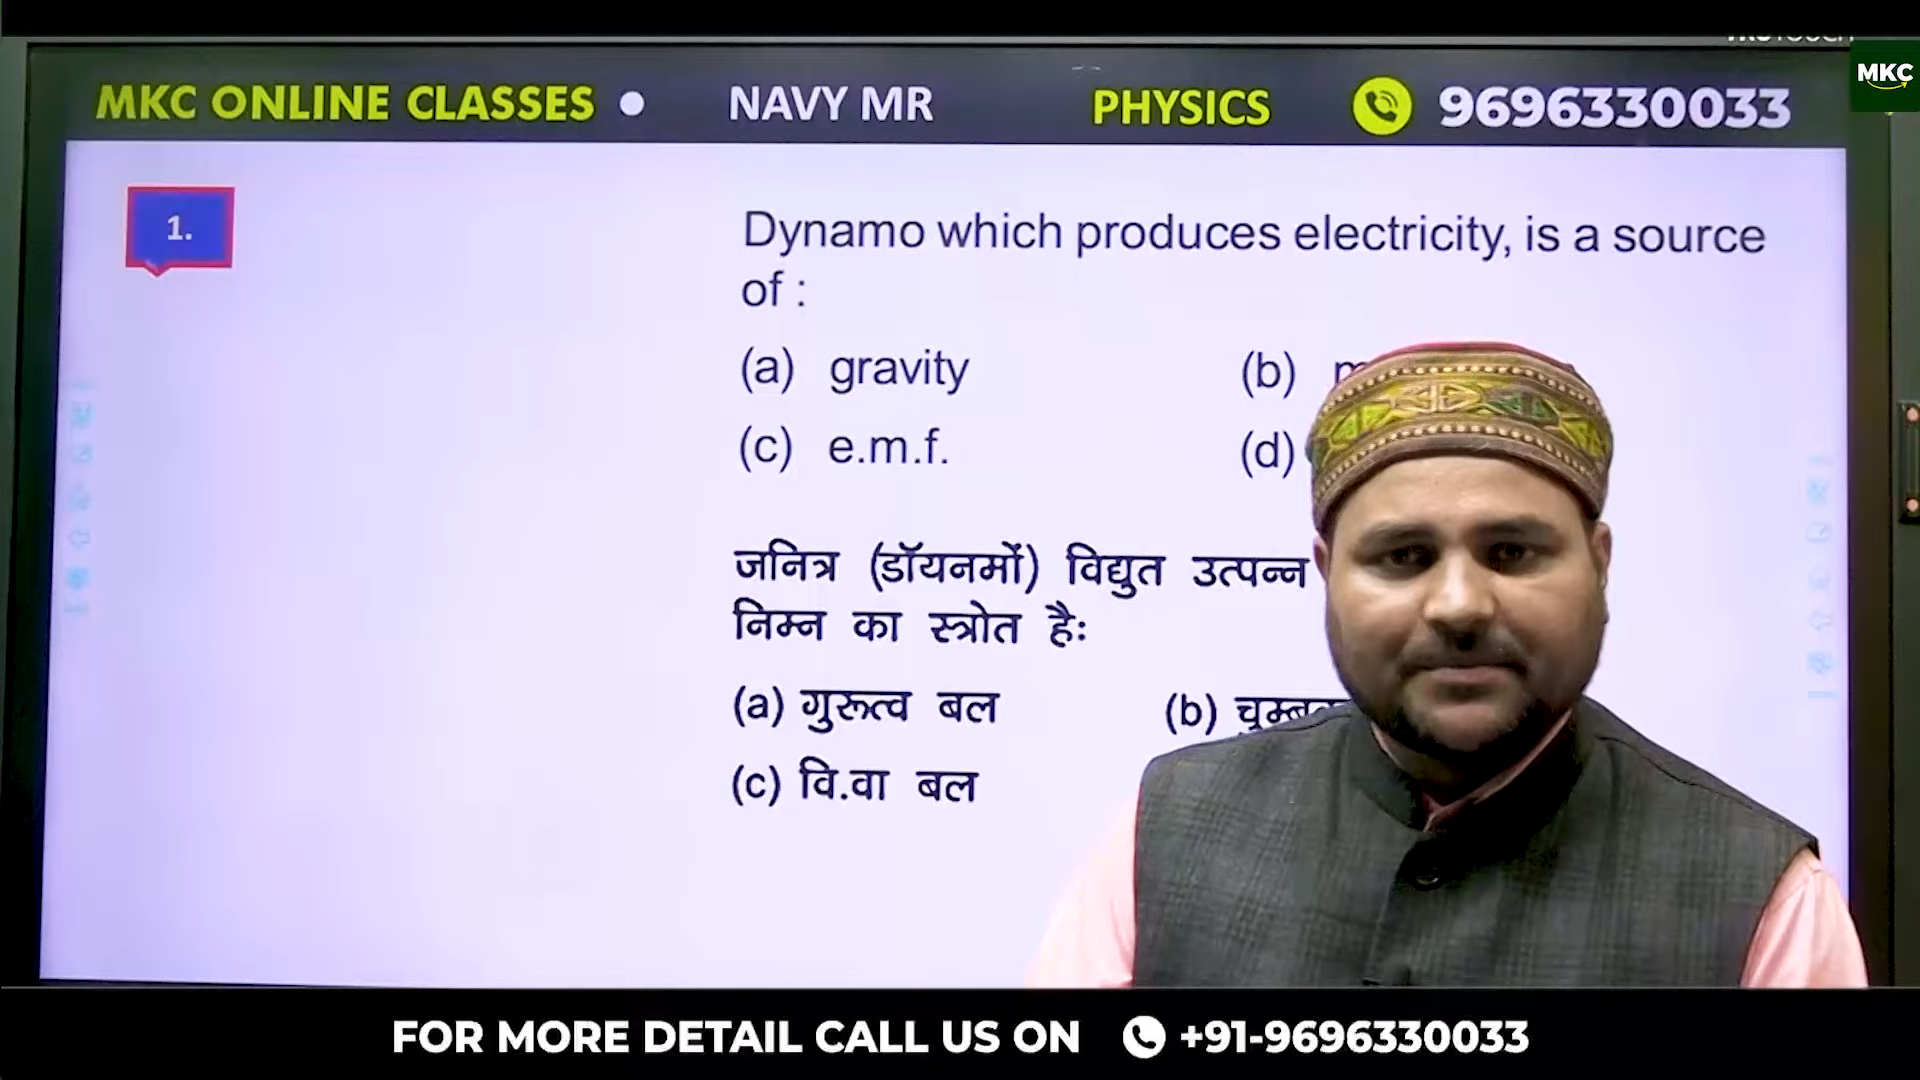 MKC ONLINE CLASSES ● NAVY MR PHYSICS 9696330033
MKC
1.
Dynamo which produces electricity, is a source
of :
(a) gravity (b)
(c) e.m.f. (d)
जनित्र (डॉयनमों) विद्युत उत्पन्न
निम्न का स्त्रोत हैः
(a) गुरूत्व बल (b)
(c) वि.वा बल
FOR MORE DETAIL CALL US ON +91-9696330033